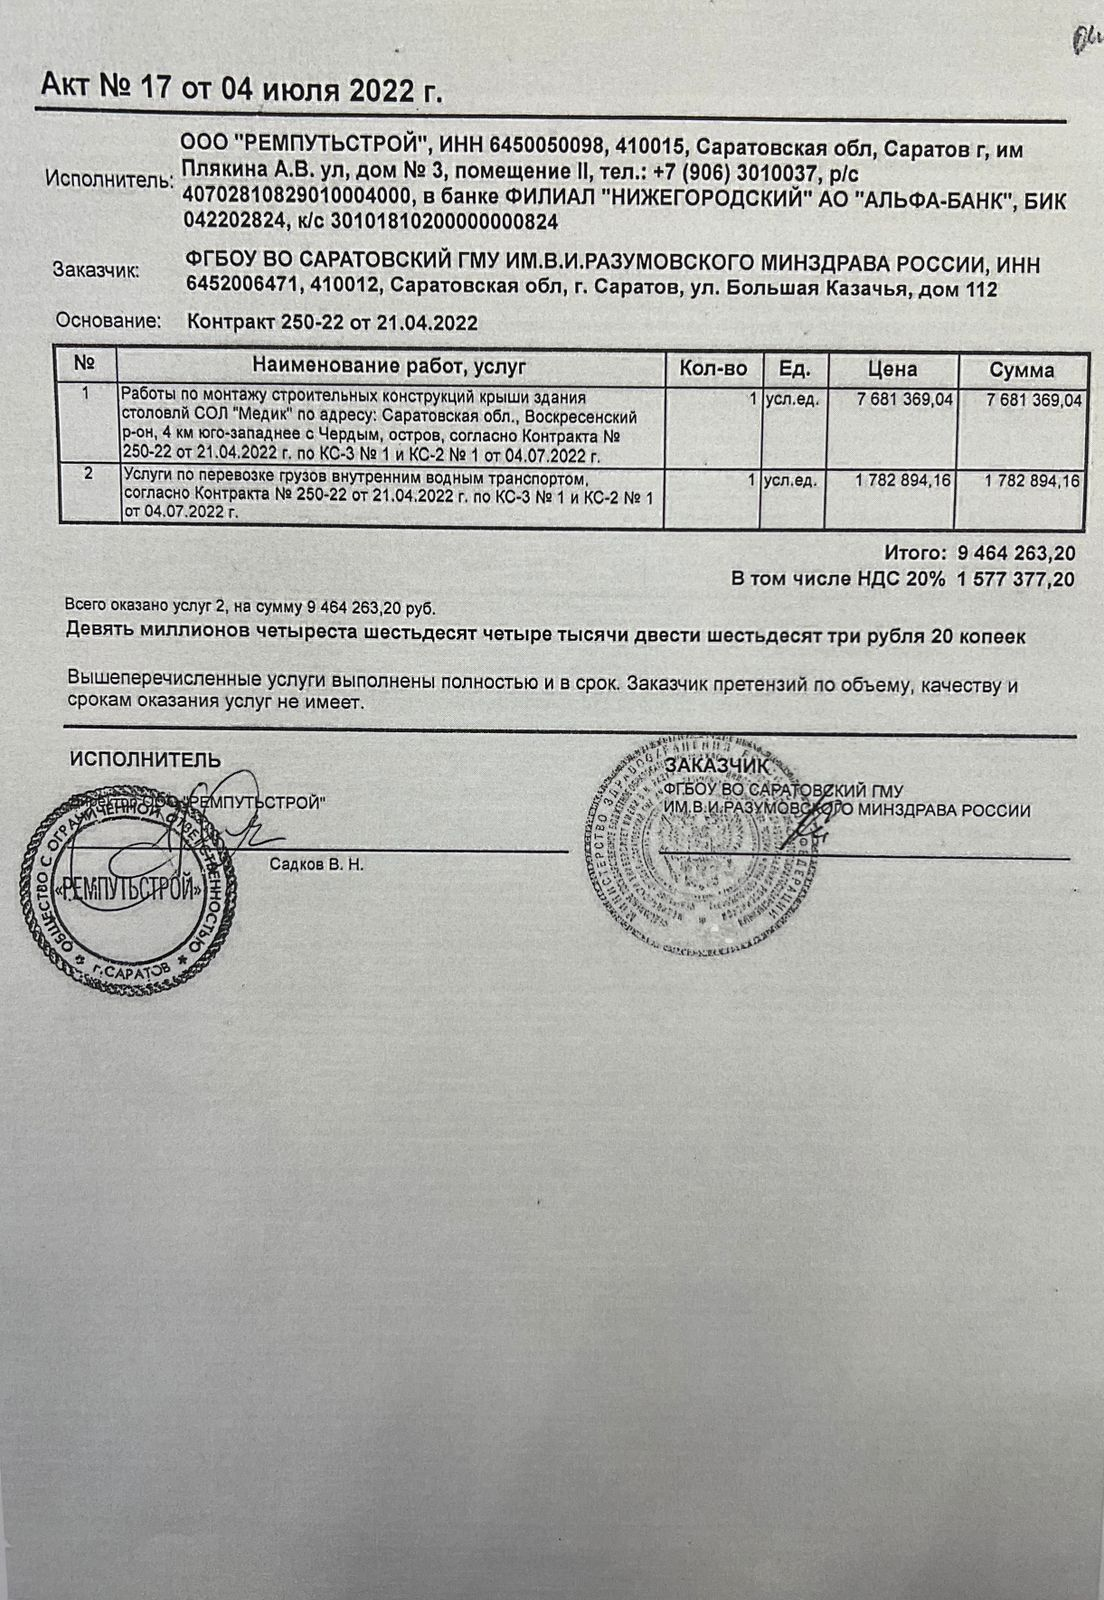 Акт № 17 от 04 июля 2022 г.
Исполнитель:
ООО "РЕМПУТЬСТРОЙ", ИНН 6450050098, 410015, Саратовская обл, Саратов г, им
Плякина А.В. ул, дом № 3, помещение II, тел.: +7 (906) 3010037, р/с
40702810829010004000, в банке ФИЛИАЛ "НИЖЕГОРОДСКИЙ" АО "АЛЬФА-БАНК", БИК
042202824, к/с 30101810200000000824
Заказчик:
ФГБОУ ВО САРАТОВСКИЙ ГМУ ИМ.В.И.РАЗУМОВСКОГО МИНЗДРАВА РОССИИ, ИНН
6452006471, 410012, Саратовская обл, г. Саратов, ул. Большая Казачья, дом 112
Основание: Контракт 250-22 от 21.04.2022
№ Наименование работ, услуг Кол-во Ед. Цена Сумма
1 Работы по монтажу строительных конструкций крыши здания 1 усл.ед. 7 681 369,04 7 681 369,04
столовлй СОЛ "Медик" по адресу: Саратовская обл., Воскресенский
р-он, 4 км юго-западнее с Чердым, остров, согласно Контракта №
250-22 от 21.04.2022 г. по КС-3 № 1 и КС-2 № 1 от 04.07.2022 г.
2 Услуги по перевозке грузов внутренним водным транспортом, 1 усл.ед. 1 782 894,16 1 782 894,16
согласно Контракта № 250-22 от 21.04.2022 г. по КС-3 № 1 и КС-2 № 1
от 04.07.2022 г.
Итого: 9 464 263,20
В том числе НДС 20% 1 577 377,20
Всего оказано услуг 2, на сумму 9 464 263,20 руб.
Девять миллионов четыреста шестьдесят четыре тысячи двести шестьдесят три рубля 20 копеек
Вышеперечисленные услуги выполнены полностью и в срок. Заказчик претензий по объему, качеству и
срокам оказания услуг не имеет.
ИСПОЛНИТЕЛЬ
Директор ООО "РЕМПУТЬСТРОЙ"
Садков В. Н.
ОБЩЕСТВО С ОГРАНИЧЕННОЙ ОТВЕТСТВЕННОСТЬЮ
«РЕМПУТЬСТРОЙ»
* г.САРАТОВ *
ЗАКАЗЧИК
ФГБОУ ВО САРАТОВСКИЙ ГМУ
ИМ.В.И.РАЗУМОВСКОГО МИНЗДРАВА РОССИИ
МИНИСТЕРСТВО ЗДРАВООХРАНЕНИЯ ФЕДЕРАЦИИ